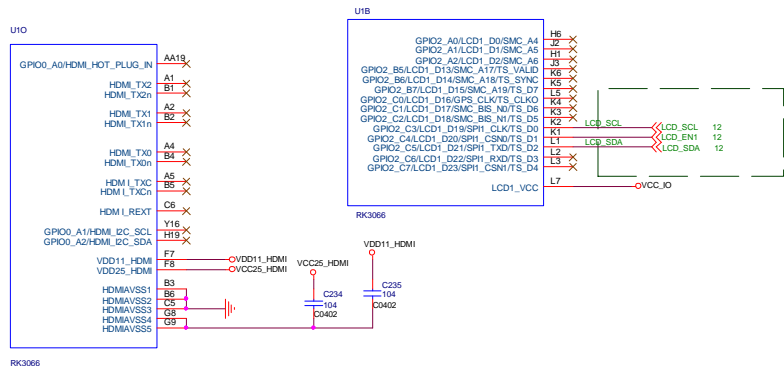 U1O
GPIO0_A0/HDMI_HOT_PLUG_IN AA19
HDMI_TX2 A1
HDMI_TX2n B1
HDMI_TX1 A2
HDMI_TX1n B2
HDMI_TX0 A4
HDMI_TX0n B4
HDMI_TXC A5
HDMI_TXCn B5
HDMI_REXT C6
GPIO0_A1/HDMI_I2C_SCL Y16
GPIO0_A2/HDMI_I2C_SDA H19
VDD11_HDMI F7 VDD11_HDMI
VDD25_HDMI F8 VCC25_HDMI
HDMIAVSS1 B3
HDMIAVSS2 B6
HDMIAVSS3 C5
HDMIAVSS4 G8
HDMIAVSS5 G9
RK3066
VCC25_HDMI
C234
104
C0402
VDD11_HDMI
C235
104
C0402
U1B
GPIO2_A0/LCD1_D0/SMC_A4 H6
GPIO2_A1/LCD1_D1/SMC_A5 J2
GPIO2_A2/LCD1_D2/SMC_A6 H1
GPIO2_B5/LCD1_D13/SMC_A17/TS_VALID J3
GPIO2_B6/LCD1_D14/SMC_A18/TS_SYNC K6
GPIO2_B7/LCD1_D15/SMC_A19/TS_D7 K5
GPIO2_C0/LCD1_D16/GPS_CLK/TS_CLKO L5
GPIO2_C1/LCD1_D17/SMC_BIS_N0/TS_D6 K4
GPIO2_C2/LCD1_D18/SMC_BIS_N1/TS_D5 K3
GPIO2_C3/LCD1_D19/SPI1_CLK/TS_D0 K2 LCD_SCL LCD_SCL 12
GPIO2_C4/LCD1_D20/SPI1_CSN0/TS_D1 K1 LCD_EN1 12
GPIO2_C5/LCD1_D21/SPI1_TXD/TS_D2 L1 LCD_SDA LCD_SDA 12
GPIO2_C6/LCD1_D22/SPI1_RXD/TS_D3 L2
GPIO2_C7/LCD1_D23/SPI1_CSN1/TS_D4 L3
LCD1_VCC L7 VCC_IO
RK3066